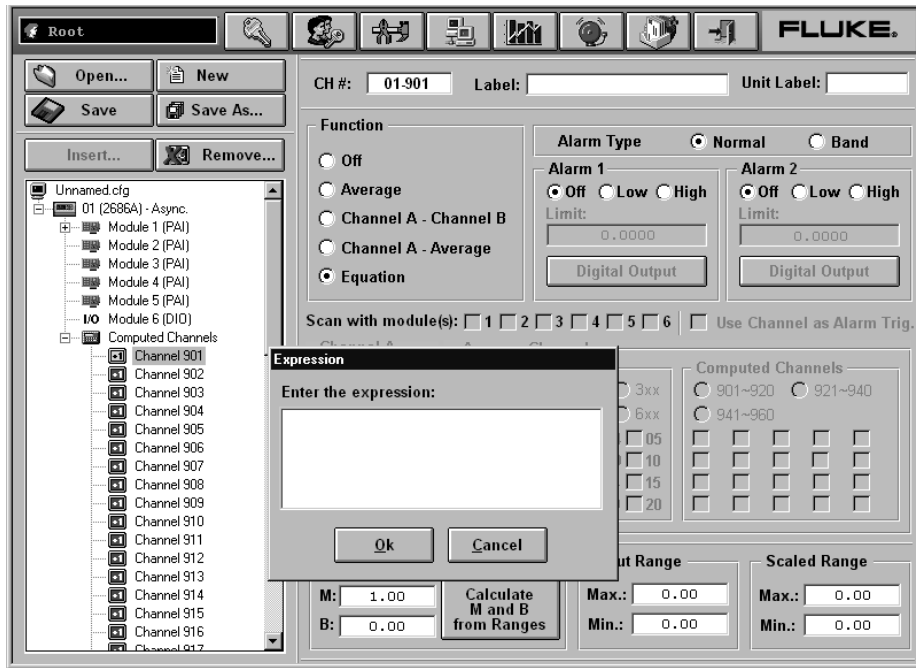 Root
FLUKE®
Open...
New
Save
Save As...
Insert...
Remove...
Unnamed.cfg
01 (2686A) - Async.
Module 1 (PAI)
Module 2 (PAI)
Module 3 (PAI)
Module 4 (PAI)
Module 5 (PAI)
I/O Module 6 (DIO)
Computed Channels
Channel 901
Channel 902
Channel 903
Channel 904
Channel 905
Channel 906
Channel 907
Channel 908
Channel 909
Channel 910
Channel 911
Channel 912
Channel 913
Channel 914
Channel 915
Channel 916
Channel 917
CH #: 01-901 Label: Unit Label:
Function
Off
Average
Channel A - Channel B
Channel A - Average
Equation
Alarm Type Normal Band
Alarm 1
Off Low High
Limit:
0.0000
Digital Output
Alarm 2
Off Low High
Limit:
0.0000
Digital Output
Scan with module(s): 1 2 3 4 5 6 Use Channel as Alarm Trig.
Expression
Enter the expression:
Ok
Cancel
3xx
6xx
05
10
15
20
Computed Channels
901~920 921~940
941~960
M: 1.00
B: 0.00
Calculate
M and B
from Ranges
ut Range
Max.: 0.00
Min.: 0.00
Scaled Range
Max.: 0.00
Min.: 0.00